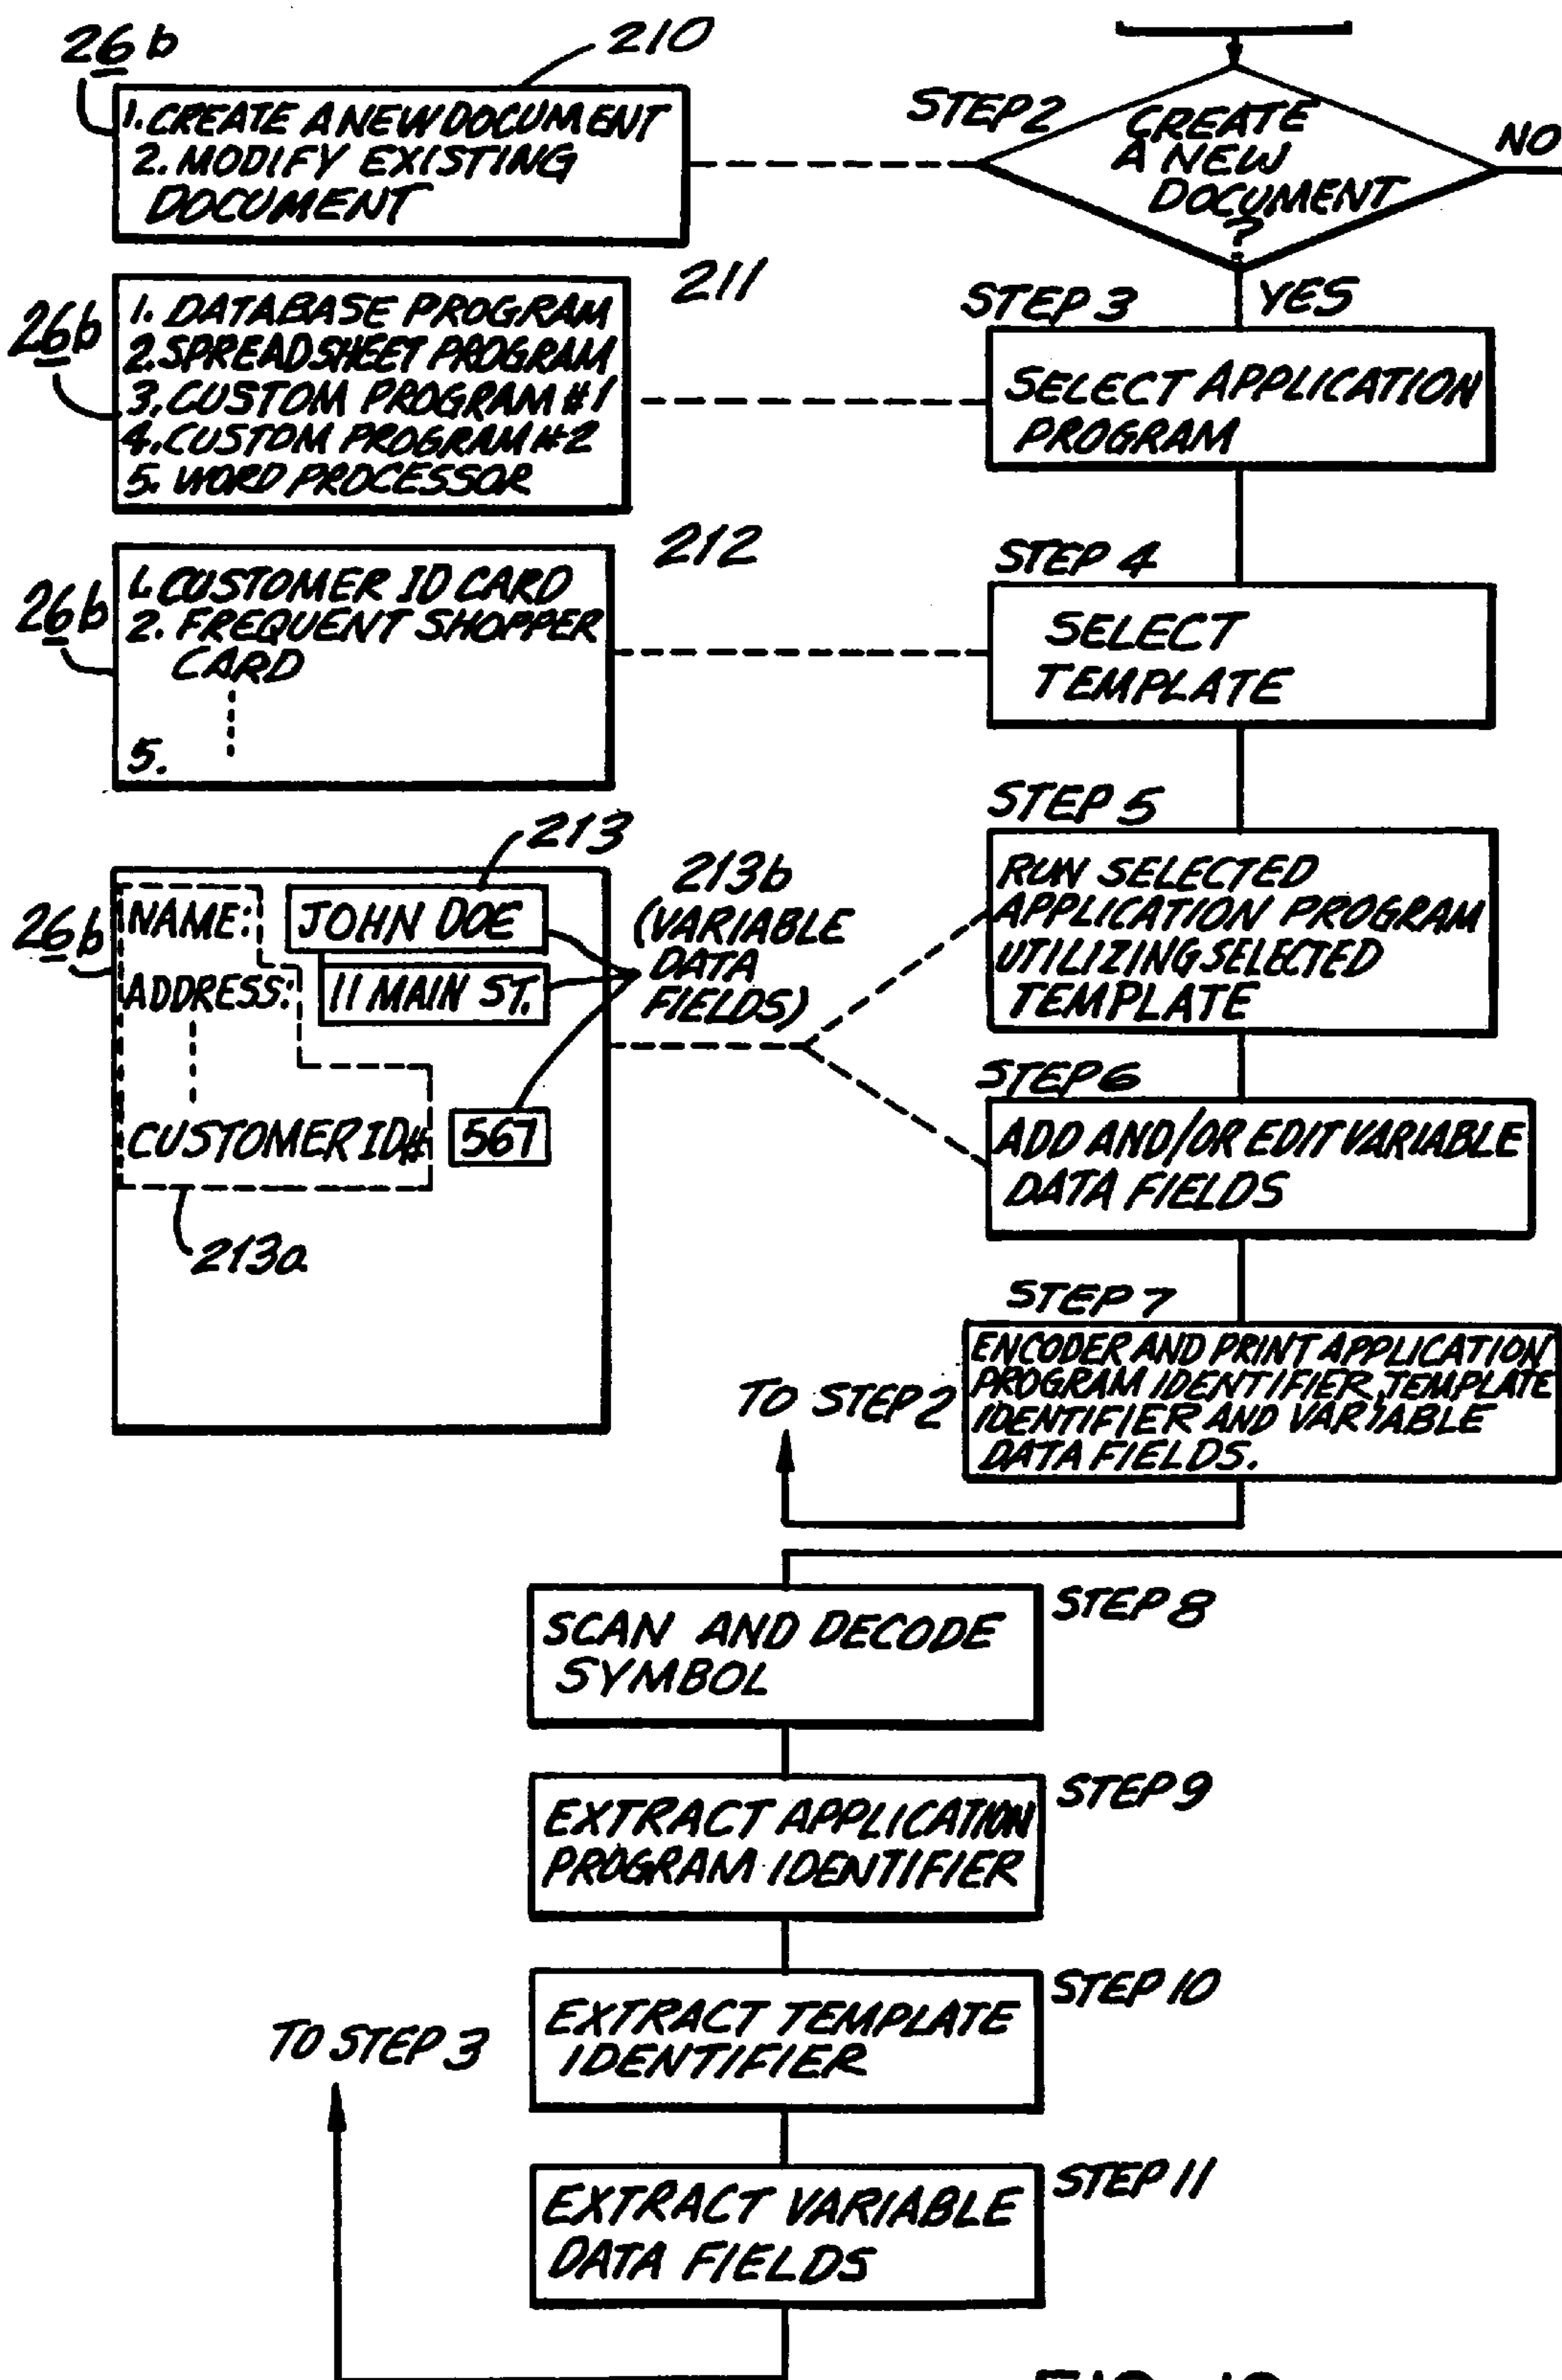 26b
210
1. CREATE A NEW DOCUMENT
2. MODIFY EXISTING
DOCUMENT
STEP 2
CREATE
A NEW
DOCUMENT
?
NO
YES
26b
211
1. DATABASE PROGRAM
2. SPREADSHEET PROGRAM
3. CUSTOM PROGRAM #1
4. CUSTOM PROGRAM #2
5. WORD PROCESSOR
STEP 3
SELECT APPLICATION
PROGRAM
26b
212
1. CUSTOMER ID CARD
2. FREQUENT SHOPPER
CARD
5.
STEP 4
SELECT
TEMPLATE
26b
213
NAME: JOHN DOE
ADDRESS: 11 MAIN ST.
CUSTOMER ID# 567
213a
213b
(VARIABLE
DATA
FIELDS)
STEP 5
RUN SELECTED
APPLICATION PROGRAM
UTILIZING SELECTED
TEMPLATE
STEP 6
ADD AND/OR EDIT VARIABLE
DATA FIELDS
STEP 7
ENCODER AND PRINT APPLICATION
PROGRAM IDENTIFIER, TEMPLATE
IDENTIFIER AND VARIABLE
DATA FIELDS.
TO STEP 2
STEP 8
SCAN AND DECODE
SYMBOL
STEP 9
EXTRACT APPLICATION
PROGRAM IDENTIFIER
STEP 10
EXTRACT TEMPLATE
IDENTIFIER
TO STEP 3
STEP 11
EXTRACT VARIABLE
DATA FIELDS